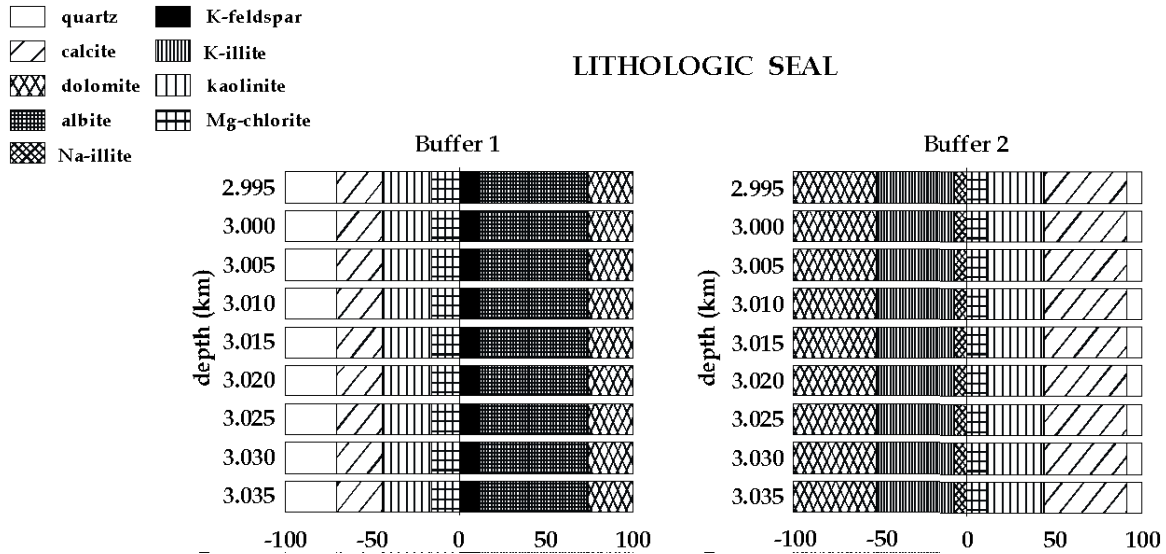 quartz K-feldspar
calcite K-illite
dolomite kaolinite
albite Mg-chlorite
Na-illite
LITHOLOGIC SEAL
Buffer 1
depth (km)
2.995
3.000
3.005
3.010
3.015
3.020
3.025
3.030
3.035
-100 -50 0 50 100
Buffer 2
depth (km)
2.995
3.000
3.005
3.010
3.015
3.020
3.025
3.030
3.035
-100 -50 0 50 100